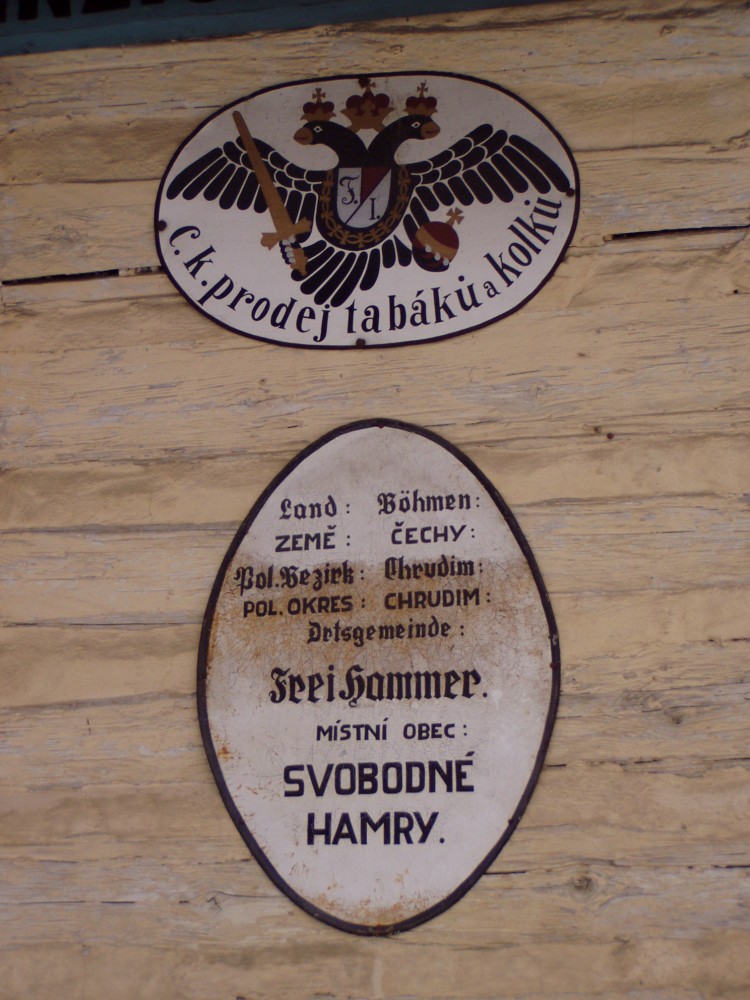 F. I.
C. k. prodej tabáků a kolků
Land : Böhmen:
ZEMĚ : ČECHY:
Pol. Bezirk: Chrudim:
POL. OKRES : CHRUDIM:
Ortsgemeinde :
Frei Hammer.
MÍSTNÍ OBEC:
SVOBODNÉ
HAMRY.